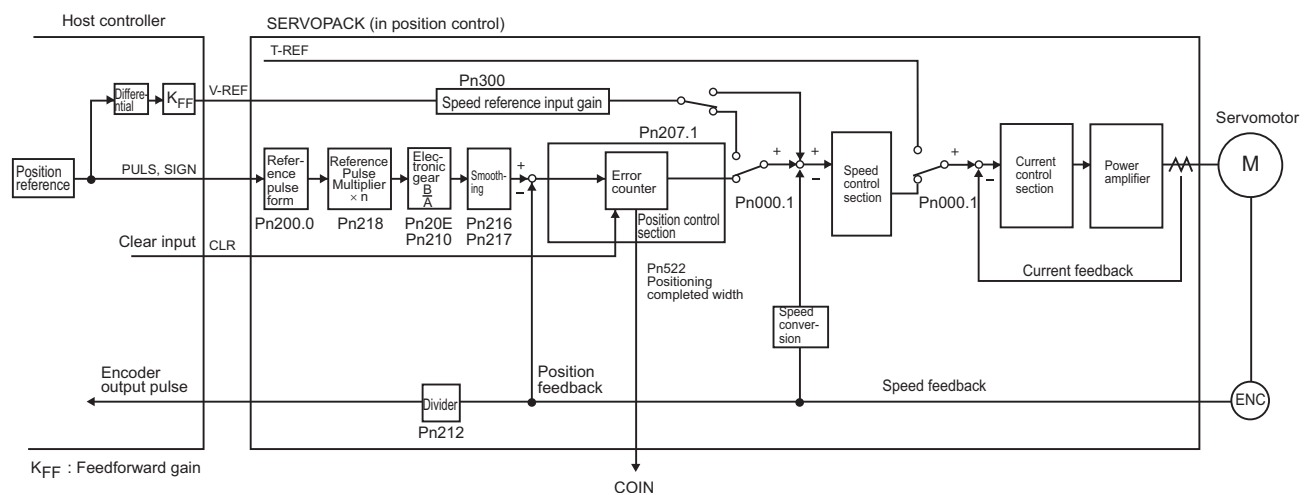 Host controller
SERVOPACK (in position control)
T-REF
Pn300
Differe-
ntial
KFF
V-REF
Speed reference input gain
Pn207.1
Servomotor
Position
reference
PULS, SIGN
Refer-
ence
pulse
form
Reference
Pulse
Multiplier
× n
Elec-
tronic
gear
B
A
Smooth-
ing
+
−
Error
counter
Position control
section
+
+
−
Speed
control
section
+
−
Current
control
section
Power
amplifier
M
Pn200.0
Pn218
Pn20E
Pn210
Pn216
Pn217
Pn000.1
Pn000.1
Clear input
CLR
Current feedback
Pn522
Positioning
completed width
Speed
conver-
sion
Encoder
output pulse
Position
feedback
Speed feedback
Divider
ENC
Pn212
KFF : Feedforward gain
COIN